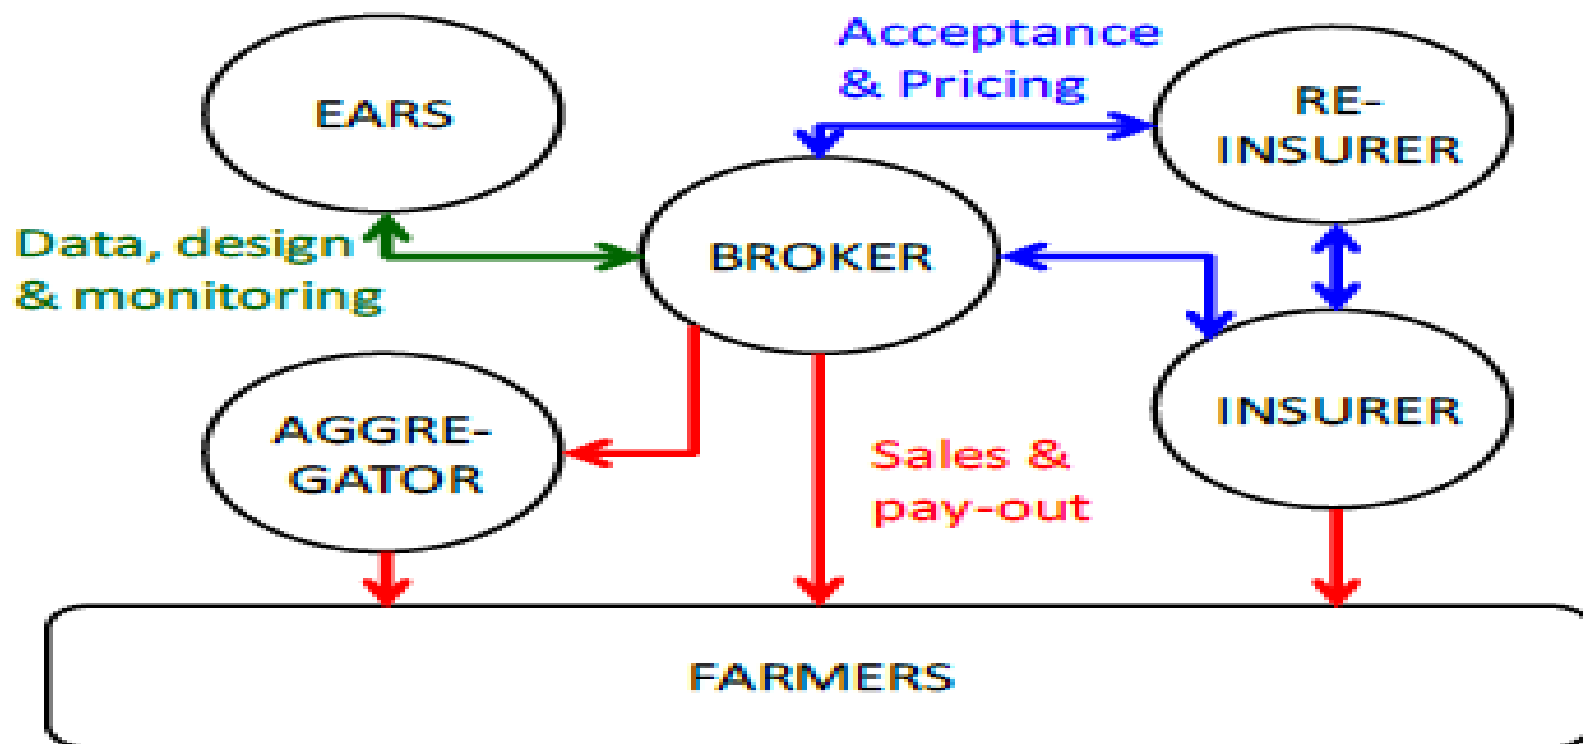 Acceptance
& Pricing
EARS
RE-
INSURER
Data, design
& monitoring
BROKER
AGGRE-
GATOR
INSURER
Sales &
pay-out
FARMERS